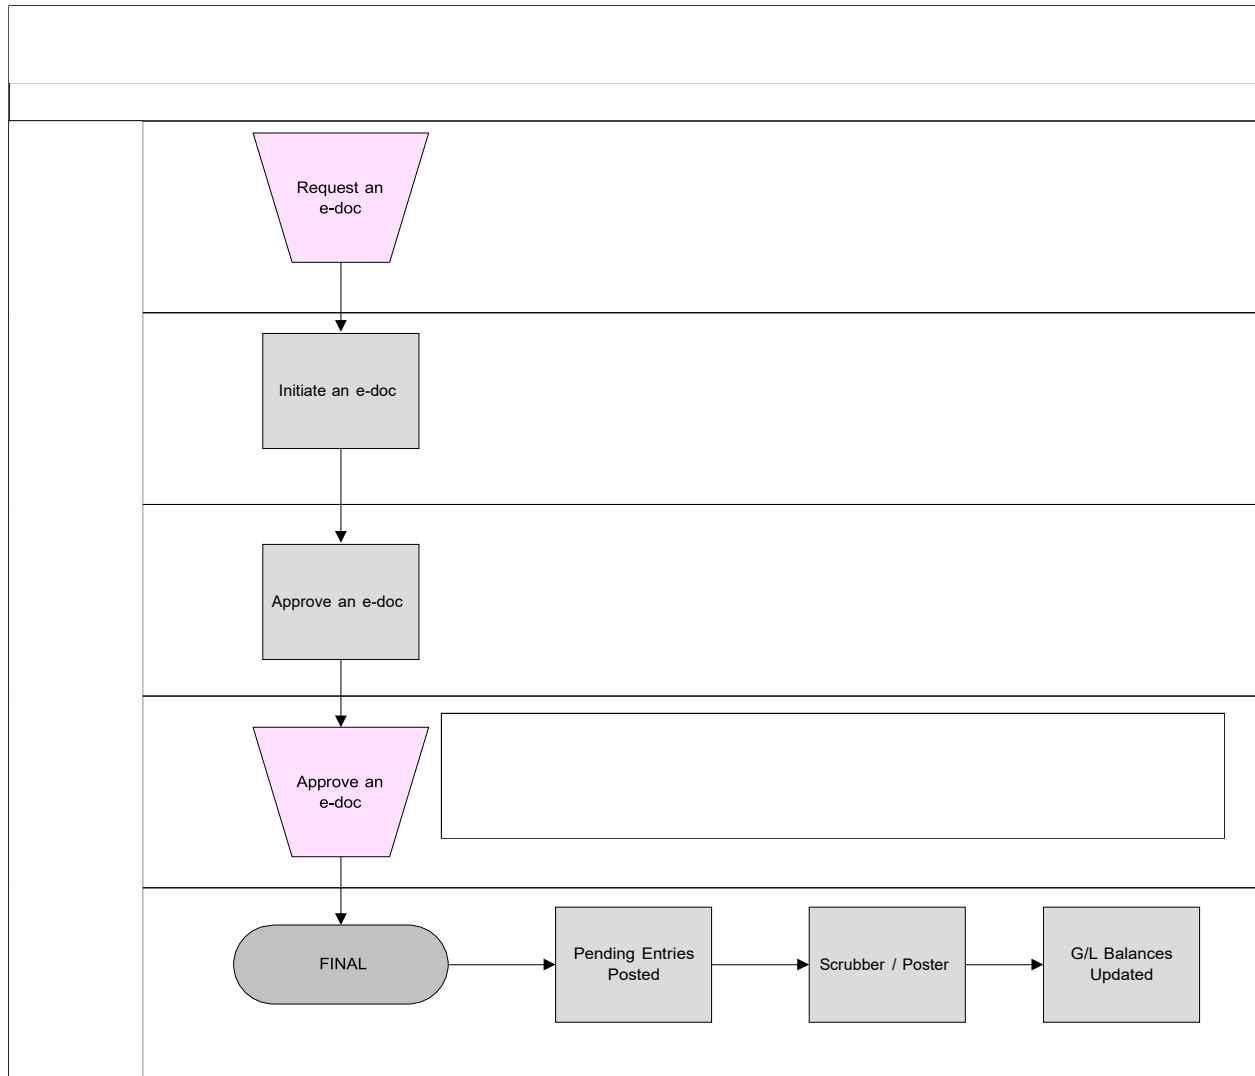 Request an
e-doc
Initiate an e-doc
Approve an e-doc
Approve an
e-doc
FINAL
Pending Entries
Posted
Scrubber / Poster
G/L Balances
Updated